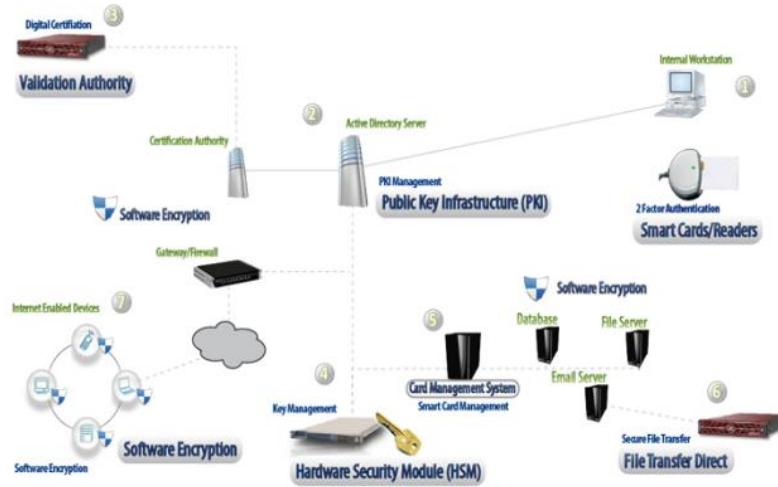 Digital Certifiation
3
Validation Authority
Internal Workstation
1
2
Active Directory Server
Certification Authority
PKI Management
Public Key Infrastructure (PKI)
2 Factor Authentication
Smart Cards/Readers
Software Encryption
Gateway/Firewall
Software Encryption
Internet Enabled Devices
7
5
Database
File Server
Email Server
4
Card Management System
Smart Card Management
6
Key Management
Hardware Security Module (HSM)
Software Encryption
Software Encryption
Secure File Transfer
File Transfer Direct